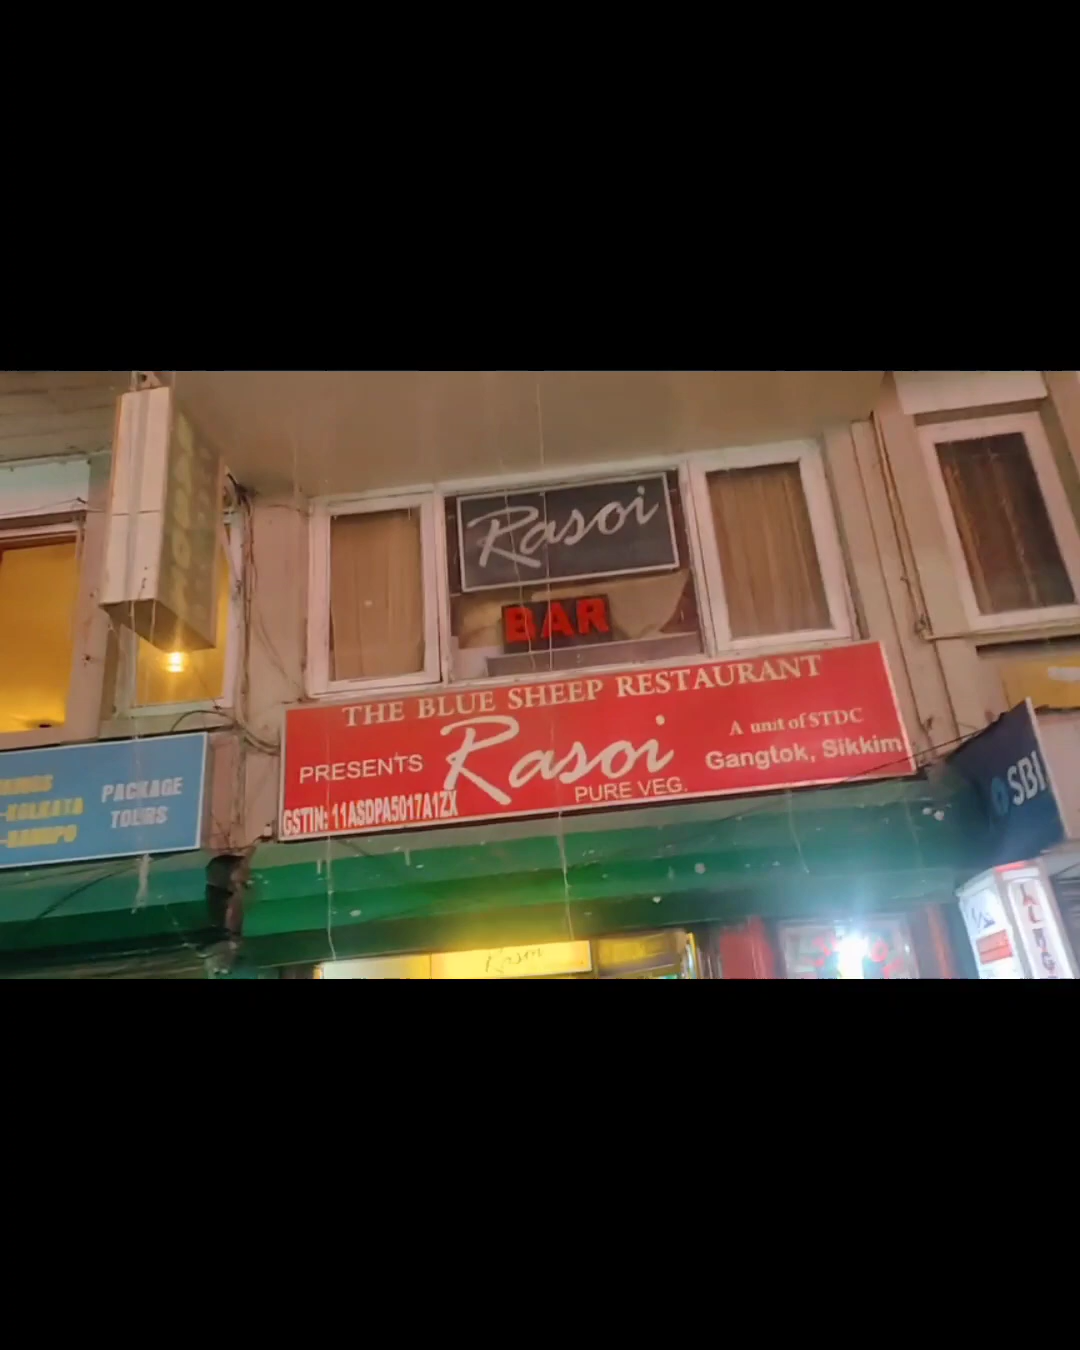 Rasoi
BAR
THE BLUE SHEEP RESTAURANT
PRESENTS
Rasoi
PURE VEG.
A unit of STDC
Gangtok, Sikkim
GSTIN: 11ASDPA5017A1ZX
PACKAGE
TOURS
-KOLKATA
SBI
Rasoi